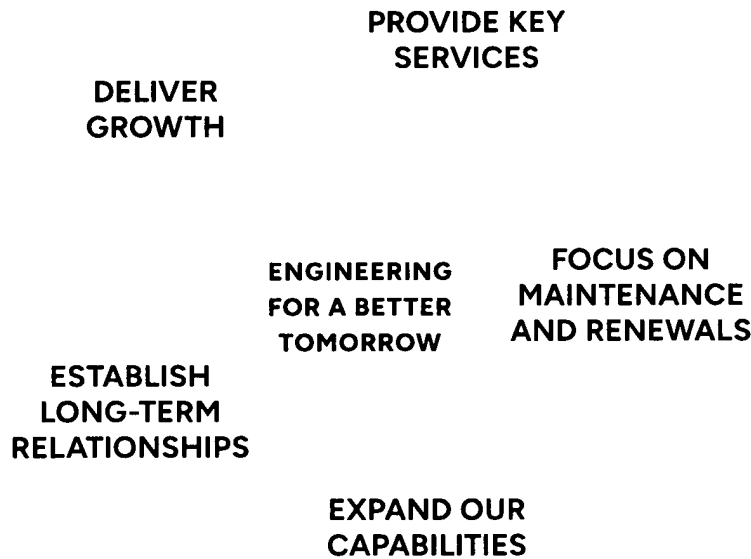 PROVIDE KEY
SERVICES
DELIVER
GROWTH
ENGINEERING
FOR A BETTER
TOMORROW
FOCUS ON
MAINTENANCE
AND RENEWALS
ESTABLISH
LONG-TERM
RELATIONSHIPS
EXPAND OUR
CAPABILITIES